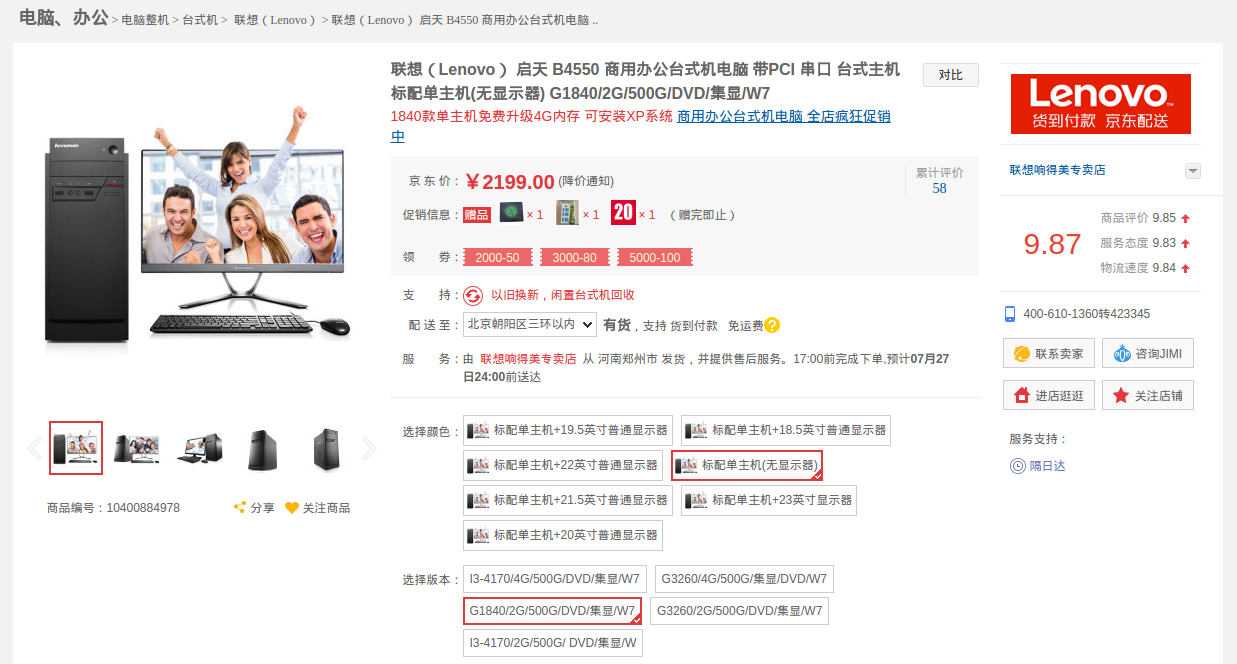 电脑、办公 > 电脑整机 > 台式机 > 联想（Lenovo） > 联想（Lenovo） 启天 B4550 商用办公台式机电脑 ..
联想（Lenovo） 启天 B4550 商用办公台式机电脑 带PCI 串口 台式主机
标配单主机(无显示器) G1840/2G/500G/DVD/集显/W7
对比
1840款单主机免费升级4G内存 可安装XP系统 商用办公台式机电脑 全店疯狂促销
中
京 东 价： ￥2199.00 (降价通知)
累计评价
58
促销信息： 赠品 × 1 × 1 20 × 1 （ 赠完即止 ）
领 券： 2000-50 3000-80 5000-100
支 持： 以旧换新，闲置台式机回收
配 送 至： 北京朝阳区三环以内 有货，支持 货到付款 免运费 ?
服 务： 由 联想响得美专卖店 从 河南郑州市 发货，并提供售后服务。17:00前完成下单,预计07月27
日24:00前送达
选择颜色：
标配单主机+19.5英寸普通显示器
标配单主机+18.5英寸普通显示器
标配单主机+22英寸普通显示器
标配单主机(无显示器)
标配单主机+21.5英寸普通显示器
标配单主机+23英寸显示器
标配单主机+20英寸普通显示器
选择版本：
I3-4170/4G/500G/DVD/集显/W7
G3260/4G/500G/集显/DVD/W7
G1840/2G/500G/DVD/集显/W7
G3260/2G/500G/DVD/集显/W7
I3-4170/2G/500G/ DVD/集显/W
lenovo
商品编号：10400884978
分享
关注商品
Lenovo™
货到付款 京东配送
联想响得美专卖店
9.87
商品评价 9.85
服务态度 9.83
物流速度 9.84
400-610-1360转423345
联系卖家
咨询JIMI
进店逛逛
关注店铺
服务支持：
隔日达